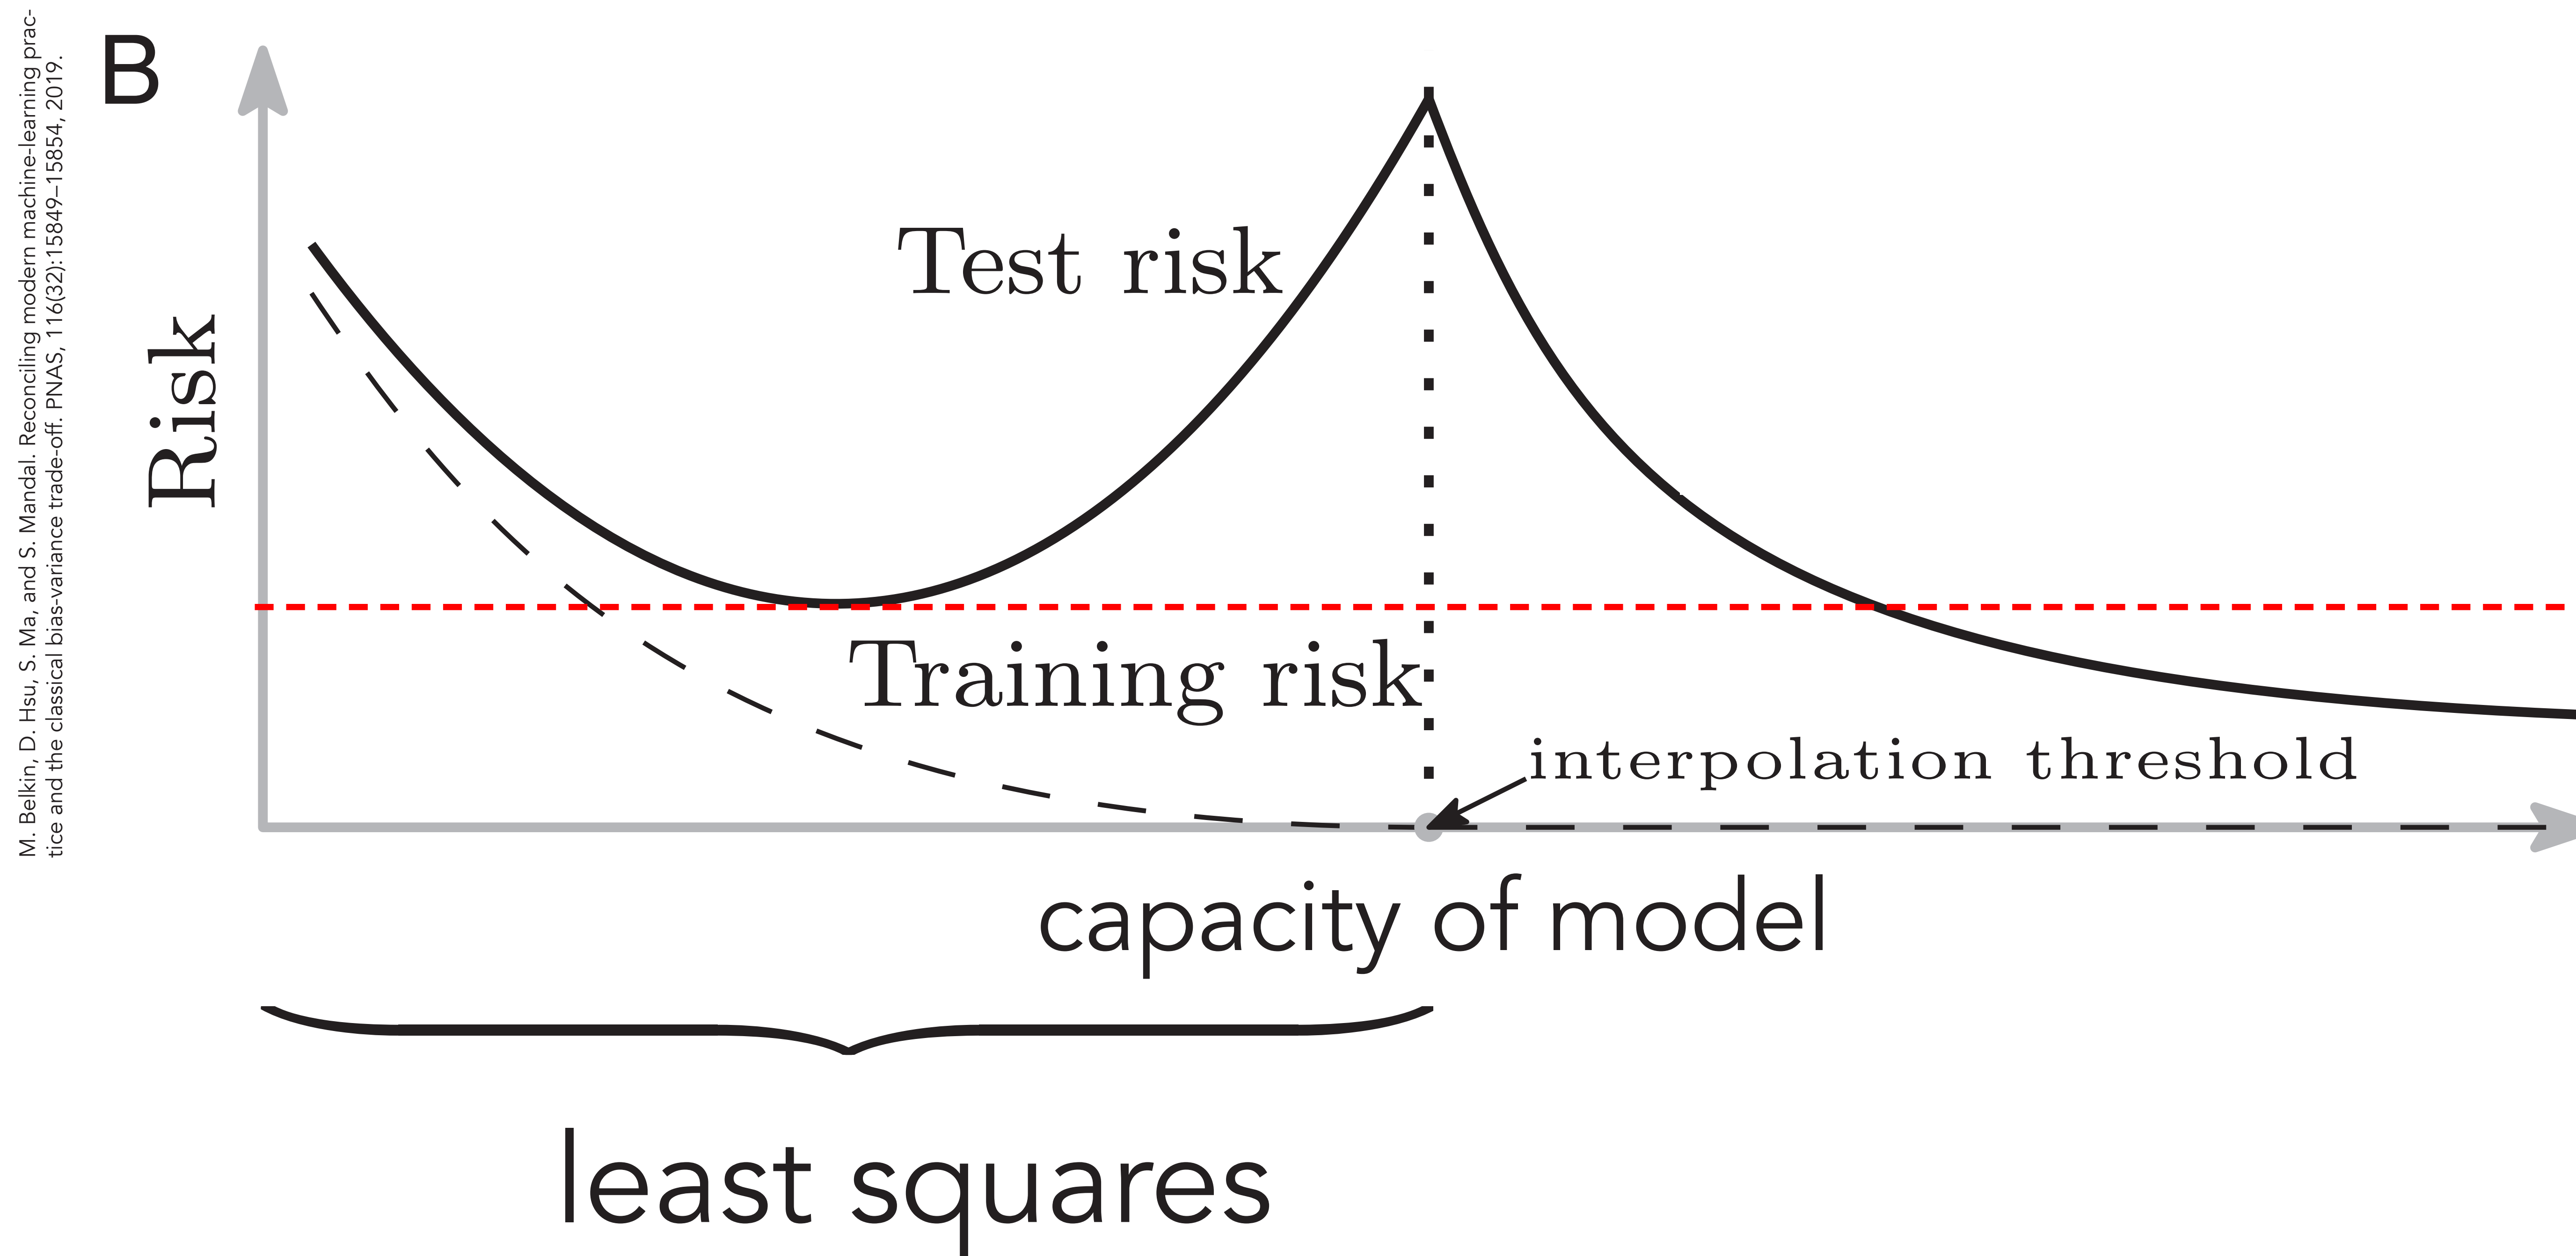 M. Belkin, D. Hsu, S. Ma, and S. Mandal. Reconciling modern machine-learning prac-
tice and the classical bias-variance trade-off. PNAS, 116(32):15849–15854, 2019.
B
Risk
Test risk
Training risk
interpolation threshold
capacity of model
least squares